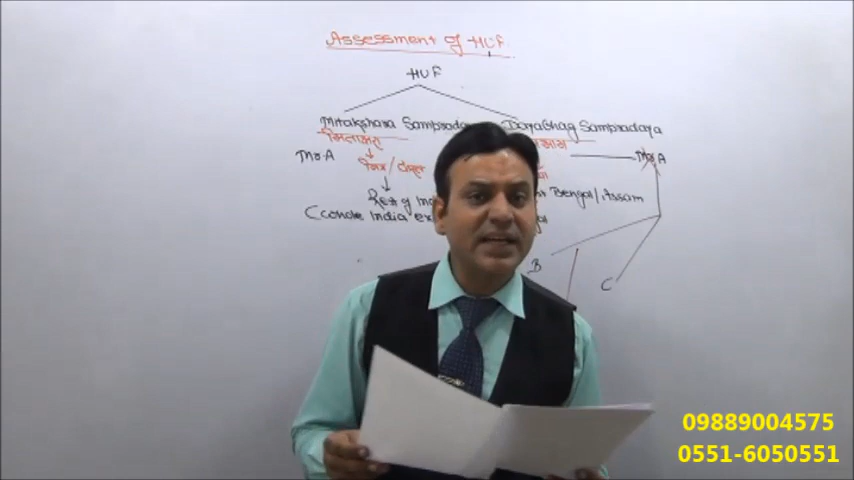 Assessment of HUF
HUF
Mitakshara Sampradaya Dayabhag Sampradaya
मिताक्षरा
Mr. A Mr. A
Rest of Ind Bengal/Assam
(whole India ex
B
C
09889004575
0551-6050551